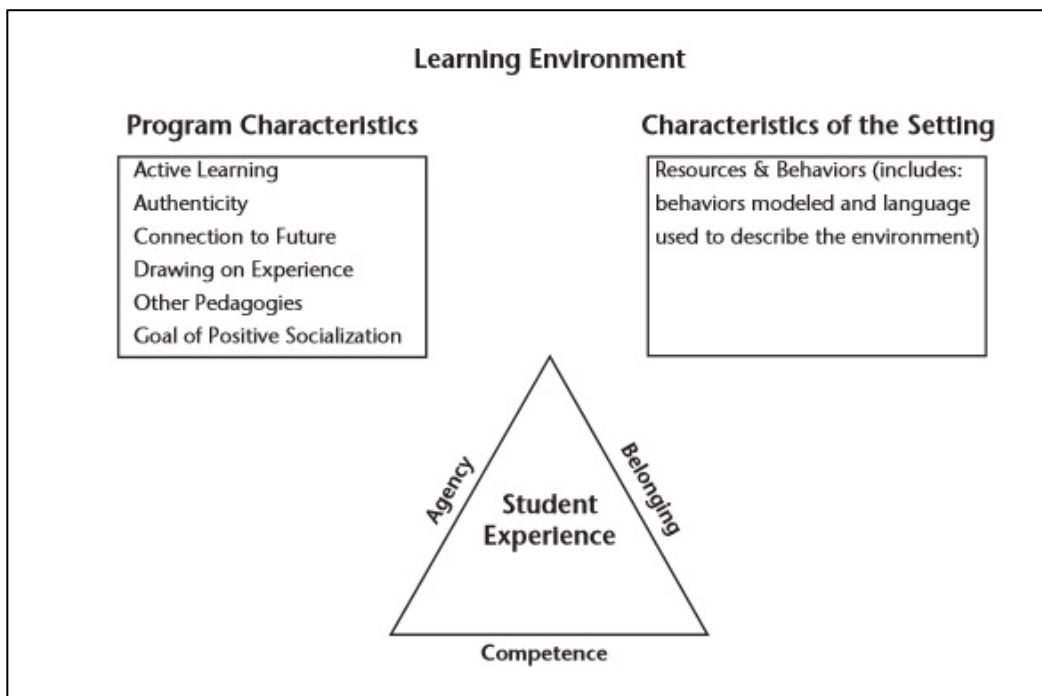 Learning Environment
Program Characteristics
Active Learning
Authenticity
Connection to Future
Drawing on Experience
Other Pedagogies
Goal of Positive Socialization
Characteristics of the Setting
Resources & Behaviors (includes:
behaviors modeled and language
used to describe the environment)
Agency
Belonging
Student
Experience
Competence